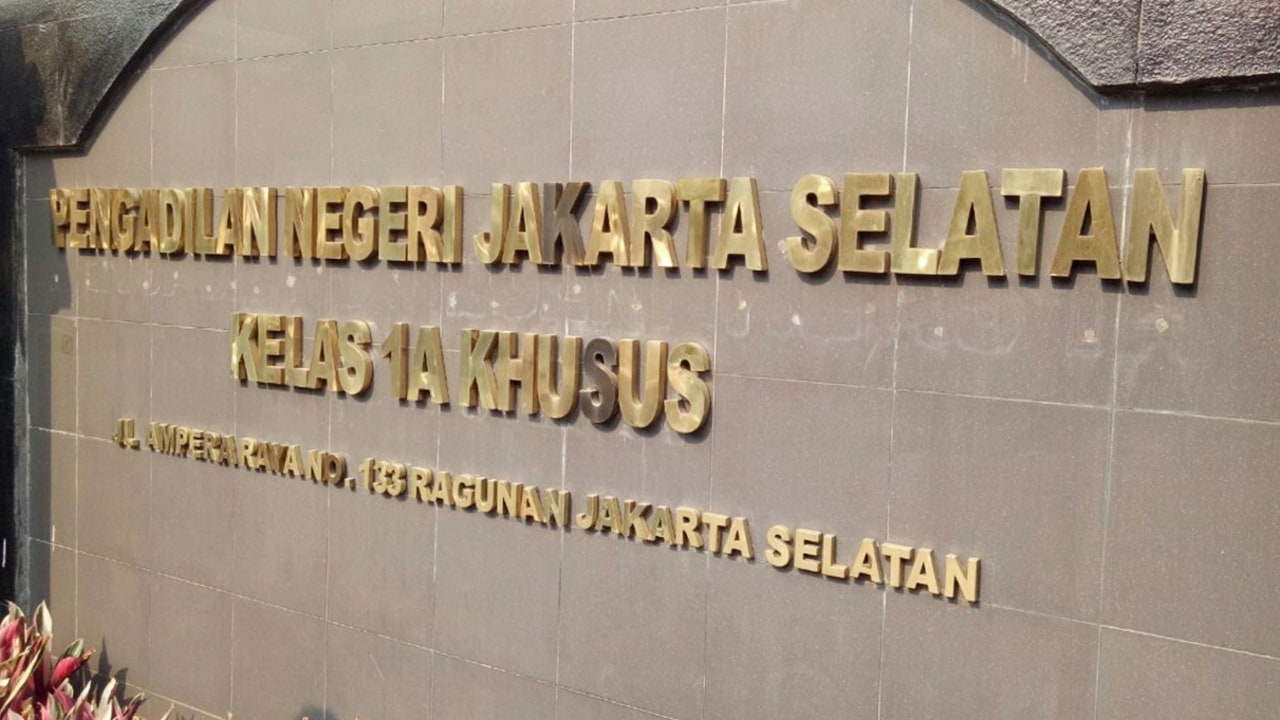 PENGADILAN NEGERI JAKARTA SELATAN
KELAS 1A KHUSUS
JL. AMPERA RAYA NO. 133 RAGUNAN JAKARTA SELATAN